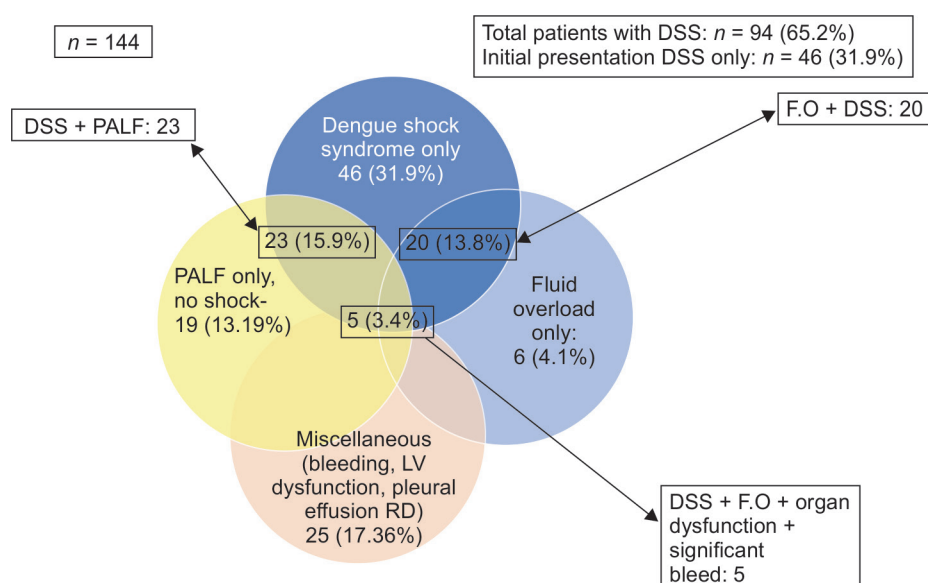 n = 144
Total patients with DSS: n = 94 (65.2%)
Initial presentation DSS only: n = 46 (31.9%)
DSS + PALF: 23
F.O + DSS: 20
Dengue shock
syndrome only
46 (31.9%)
23 (15.9%)
20 (13.8%)
PALF only,
no shock-
19 (13.19%)
5 (3.4%)
Fluid
overload
only:
6 (4.1%)
Miscellaneous
(bleeding, LV
dysfunction, pleural
effusion RD)
25 (17.36%)
DSS + F.O + organ
dysfunction +
significant
bleed: 5